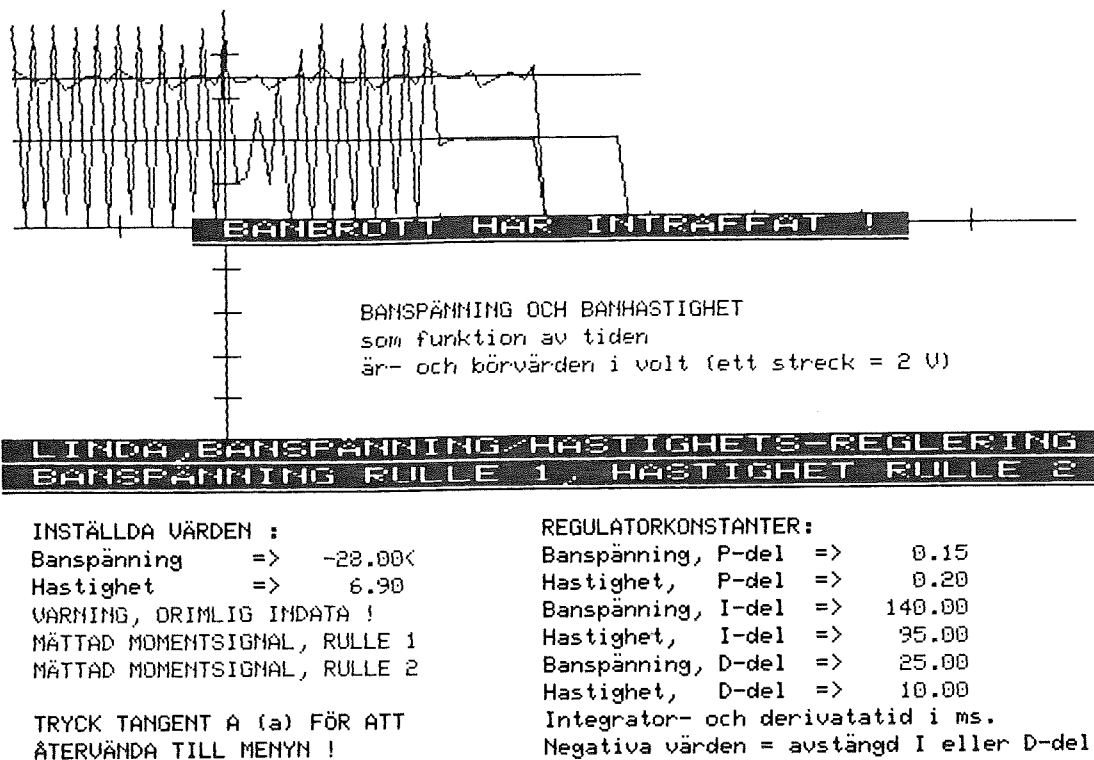 BANBROTT HAR INTRÄFFAT !
BANSPÄNNING OCH BANHASTIGHET
som funktion av tiden
är- och börvärden i volt (ett streck = 2 V)
LINDA,BANSPÄNNING/HASTIGHETS-REGLERING
BANSPÄNNING RULLE 1, HASTIGHET RULLE 2
INSTÄLLDA VÄRDEN :
Banspänning => -28.00<
Hastighet => 6.90
VARNING, ORIMLIG INDATA !
MÄTTAD MOMENTSIGNAL, RULLE 1
MÄTTAD MOMENTSIGNAL, RULLE 2
TRYCK TANGENT A (a) FÖR ATT
ÅTERVÄNDA TILL MENYN !
REGULATORKONSTANTER:
Banspänning, P-del => 0.15
Hastighet, P-del => 0.20
Banspänning, I-del => 140.00
Hastighet, I-del => 95.00
Banspänning, D-del => 25.00
Hastighet, D-del => 10.00
Integrator- och derivatatid i ms.
Negativa värden = avstängd I eller D-del